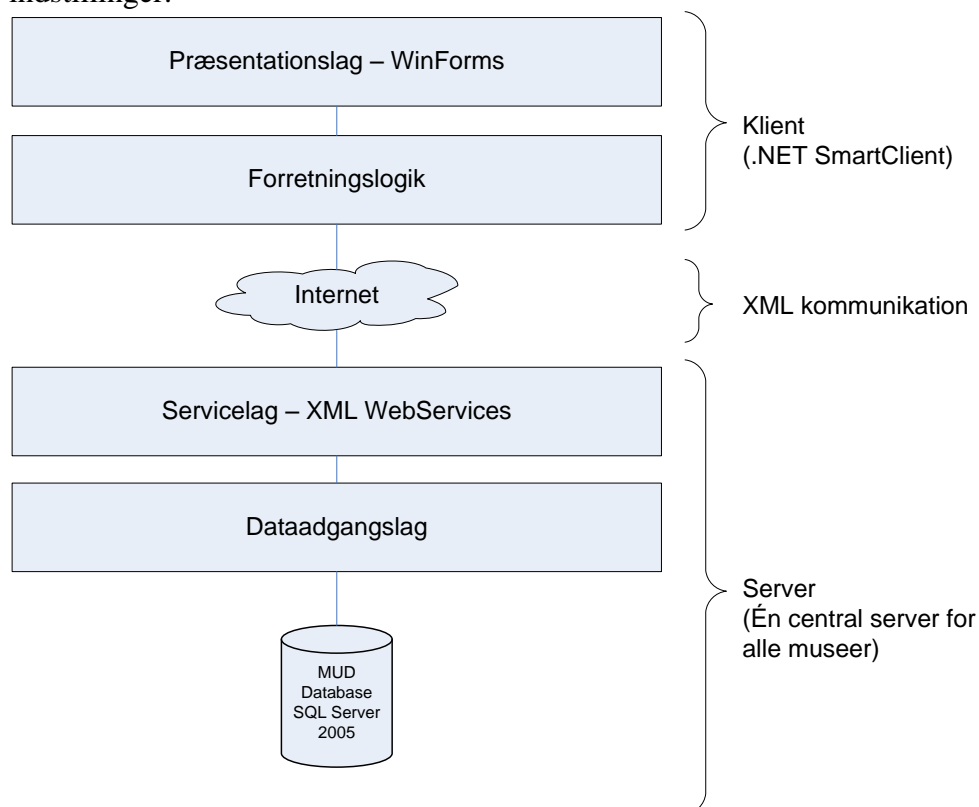 indstillinger.
Præsentationslag – WinForms
Forretningslogik
Klient
(.NET SmartClient)
Internet
XML kommunikation
Servicelag – XML WebServices
Dataadgangslag
MUD
Database
SQL Server
2005
Server
(Én central server for
alle museer)